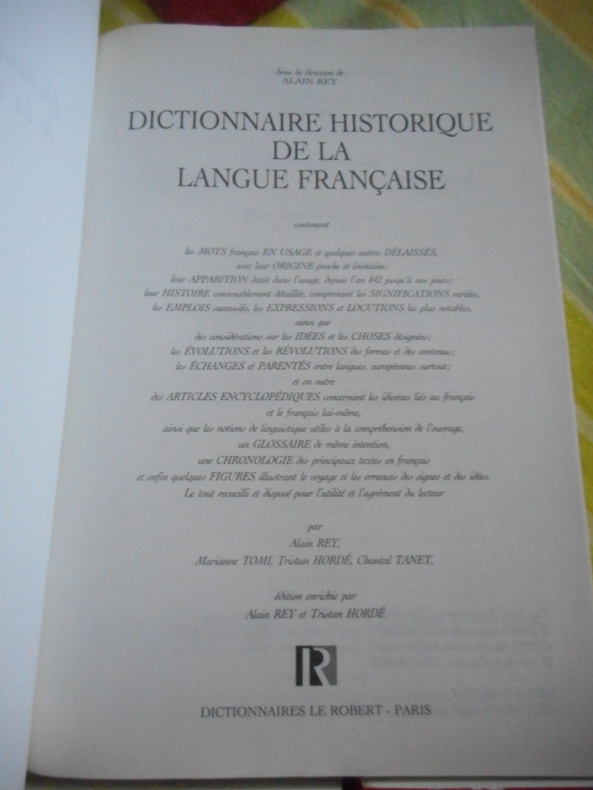 Sous la direction de
ALAIN REY
DICTIONNAIRE HISTORIQUE
DE LA
LANGUE FRANÇAISE
contenant
les MOTS français EN USAGE et quelques autres DÉLAISSÉS,
avec leur ORIGINE proche et lointaine ;
leur APPARITION datée dans l'usage, depuis l'an 842 jusqu'à nos jours ;
leur HISTOIRE convenablement détaillée, comprenant les SIGNIFICATIONS variées,
les EMPLOIS successifs, les EXPRESSIONS et LOCUTIONS les plus notables,
ainsi que
des considérations sur les IDÉES et les CHOSES désignées ;
les ÉVOLUTIONS et les RÉVOLUTIONS des formes et des contenus ;
les ÉCHANGES et PARENTÉS entre langues, européennes surtout ;
et en outre
des ARTICLES ENCYCLOPÉDIQUES concernant les idiomes liés au français
et le français lui-même,
ainsi que les notions de linguistique utiles à la compréhension de l'ouvrage,
un GLOSSAIRE de même intention,
une CHRONOLOGIE des principaux textes en français
et enfin quelques FIGURES illustrant le voyage et les errances des signes et des idées.
Le tout recueilli et disposé pour l'utilité et l'agrément du lecteur
par
Alain REY,
Marianne TOMI, Tristan HORDÉ, Chantal TANET,
édition enrichie par
Alain REY et Tristan HORDÉ
R
DICTIONNAIRES LE ROBERT - PARIS